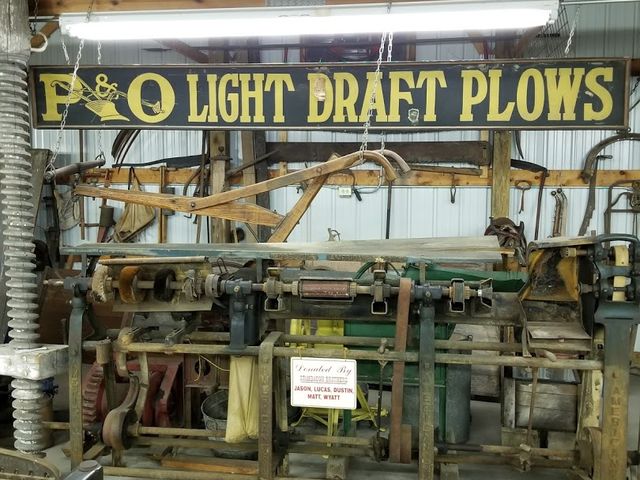 P&O LIGHT DRAFT PLOWS
Donated By
JASON, LUCAS, DUSTIN,
MATT, WYATT